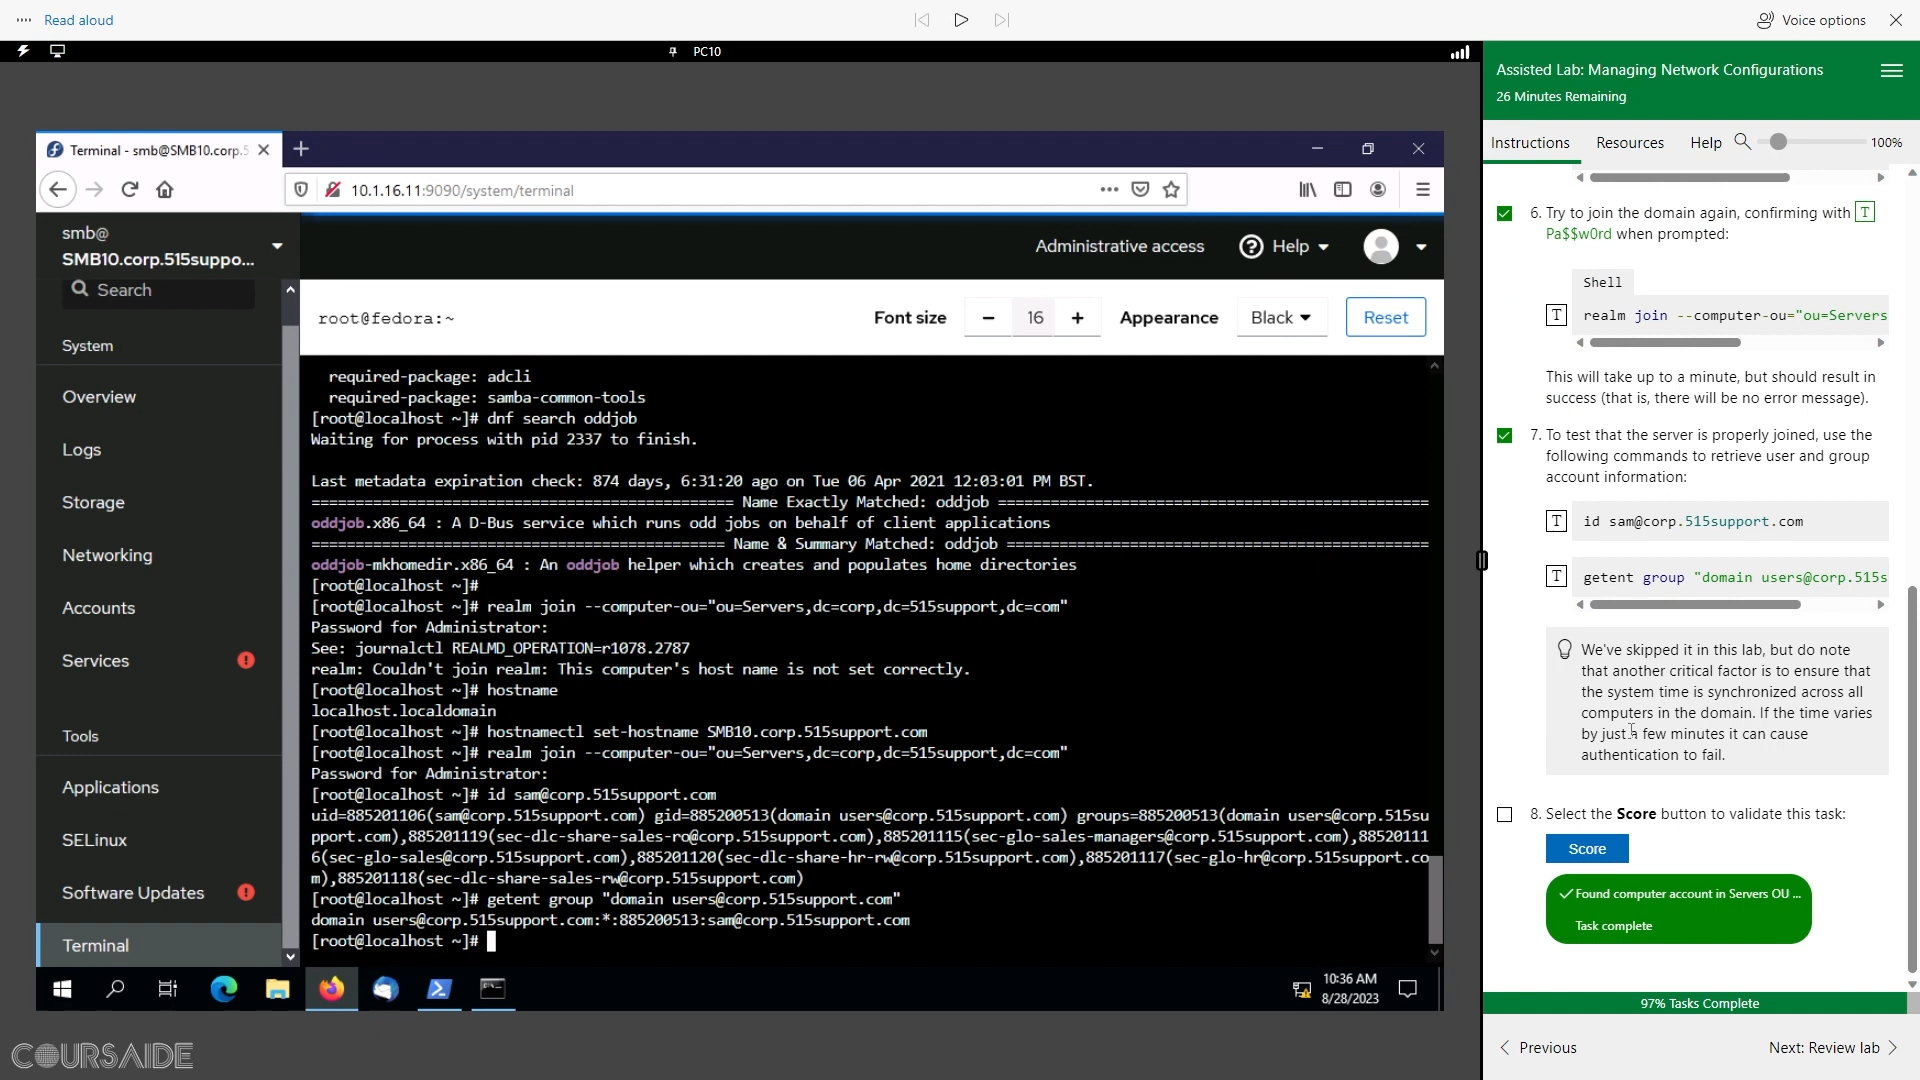 Read aloud
Voice options
PC10
Terminal - smb@SMB10.corp.5
10.1.16.11:9090/system/terminal
smb@
SMB10.corp.515suppo...
Administrative access
Help
Search
System
Overview
Logs
Storage
Networking
Accounts
Services
Tools
Applications
SELinux
Software Updates
Terminal
root@fedora:~
Font size
16
Appearance
Black
Reset
required-package: adcli
required-package: samba-common-tools
[root@localhost ~]# dnf search oddjob
Waiting for process with pid 2337 to finish.
Last metadata expiration check: 874 days, 6:31:20 ago on Tue 06 Apr 2021 12:03:01 PM BST.
================================================ Name Exactly Matched: oddjob =================================================
oddjob.x86_64 : A D-Bus service which runs odd jobs on behalf of client applications
=============================================== Name & Summary Matched: oddjob ================================================
oddjob-mkhomedir.x86_64 : An oddjob helper which creates and populates home directories
[root@localhost ~]#
[root@localhost ~]# realm join --computer-ou="ou=Servers,dc=corp,dc=515support,dc=com"
Password for Administrator:
See: journalctl REALMD_OPERATION=r1078.2787
realm: Couldn't join realm: This computer's host name is not set correctly.
[root@localhost ~]# hostname
localhost.localdomain
[root@localhost ~]# hostnamectl set-hostname SMB10.corp.515support.com
[root@localhost ~]# realm join --computer-ou="ou=Servers,dc=corp,dc=515support,dc=com"
Password for Administrator:
[root@localhost ~]# id sam@corp.515support.com
uid=885201106(sam@corp.515support.com) gid=885200513(domain users@corp.515support.com) groups=885200513(domain users@corp.515su
pport.com),885201119(sec-dlc-share-sales-ro@corp.515support.com),885201115(sec-glo-sales-managers@corp.515support.com),88520111
6(sec-glo-sales@corp.515support.com),885201120(sec-dlc-share-hr-rw@corp.515support.com),885201117(sec-glo-hr@corp.515support.co
m),885201118(sec-dlc-share-sales-rw@corp.515support.com)
[root@localhost ~]# getent group "domain users@corp.515support.com"
domain users@corp.515support.com:*:885200513:sam@corp.515support.com
[root@localhost ~]#
10:36 AM
8/28/2023
COURSAIDE
Assisted Lab: Managing Network Configurations
26 Minutes Remaining
Instructions
Resources
Help
100%
6. Try to join the domain again, confirming with T
Pa$$w0rd when prompted:
Shell
T realm join --computer-ou="ou=Servers
This will take up to a minute, but should result in
success (that is, there will be no error message).
7. To test that the server is properly joined, use the
following commands to retrieve user and group
account information:
T id sam@corp.515support.com
T getent group "domain users@corp.515s
We've skipped it in this lab, but do note
that another critical factor is to ensure that
the system time is synchronized across all
computers in the domain. If the time varies
by just a few minutes it can cause
authentication to fail.
8. Select the Score button to validate this task:
Score
Found computer account in Servers OU ...
Task complete
97% Tasks Complete
Previous
Next: Review lab